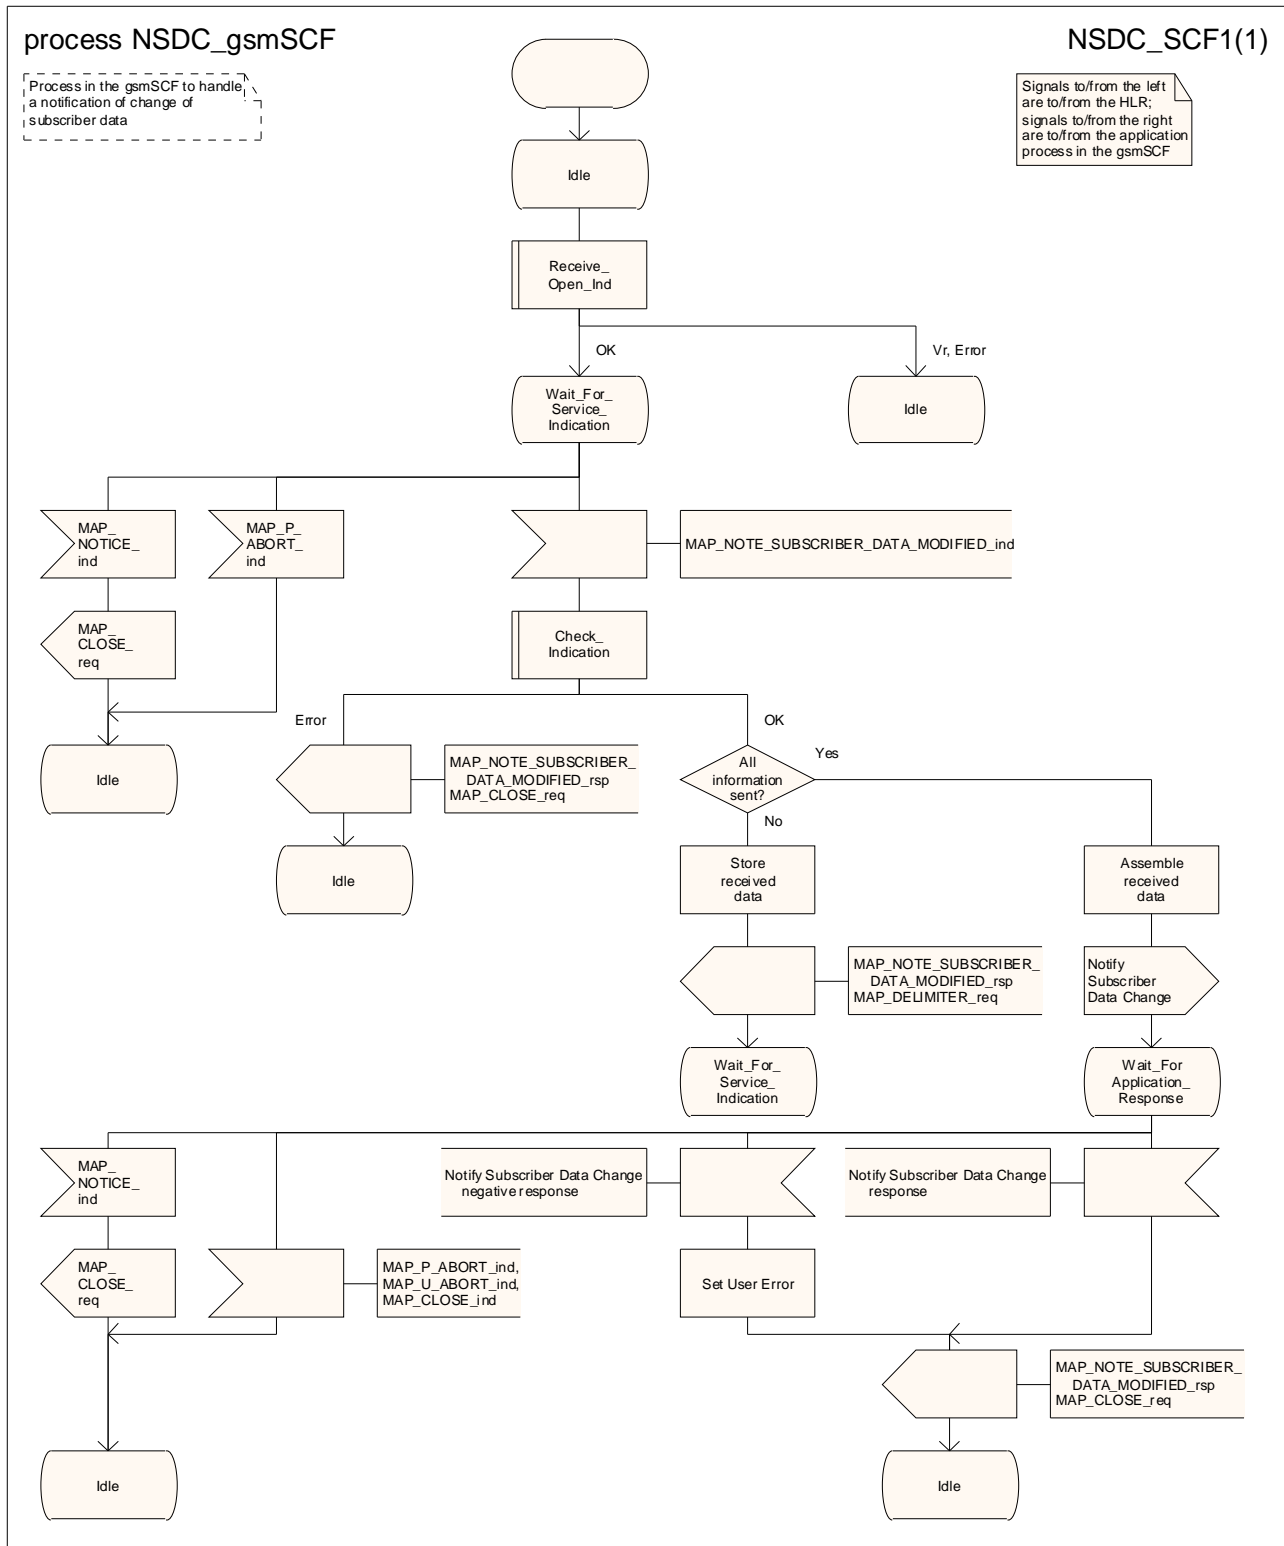 process NSDC_gsmSCF
NSDC_SCF1(1)
Process in the gsmSCF to handle
a notification of change of
subscriber data
Signals to/from the left
are to/from the HLR;
signals to/from the right
are to/from the application
process in the gsmSCF
Idle
Receive_
Open_Ind
OK
Vr, Error
Wait_For_
Service_
Indication
Idle
MAP_
NOTICE_
ind
MAP_P_
ABORT_
ind
MAP_NOTE_SUBSCRIBER_DATA_MODIFIED_ind
MAP_
CLOSE_
req
Check_
Indication
Error
OK
Idle
MAP_NOTE_SUBSCRIBER_
DATA_MODIFIED_rsp
MAP_CLOSE_req
All
information
sent?
Yes
No
Idle
Store
received
data
Assemble
received
data
MAP_NOTE_SUBSCRIBER_
DATA_MODIFIED_rsp
MAP_DELIMITER_req
Notify
Subscriber
Data Change
Wait_For_
Service_
Indication
Wait_For
Application_
Response
MAP_
NOTICE_
ind
Notify Subscriber Data Change
negative response
Notify Subscriber Data Change
response
MAP_
CLOSE_
req
MAP_P_ABORT_ind,
MAP_U_ABORT_ind,
MAP_CLOSE_ind
Set User Error
MAP_NOTE_SUBSCRIBER_
DATA_MODIFIED_rsp
MAP_CLOSE_req
Idle
Idle